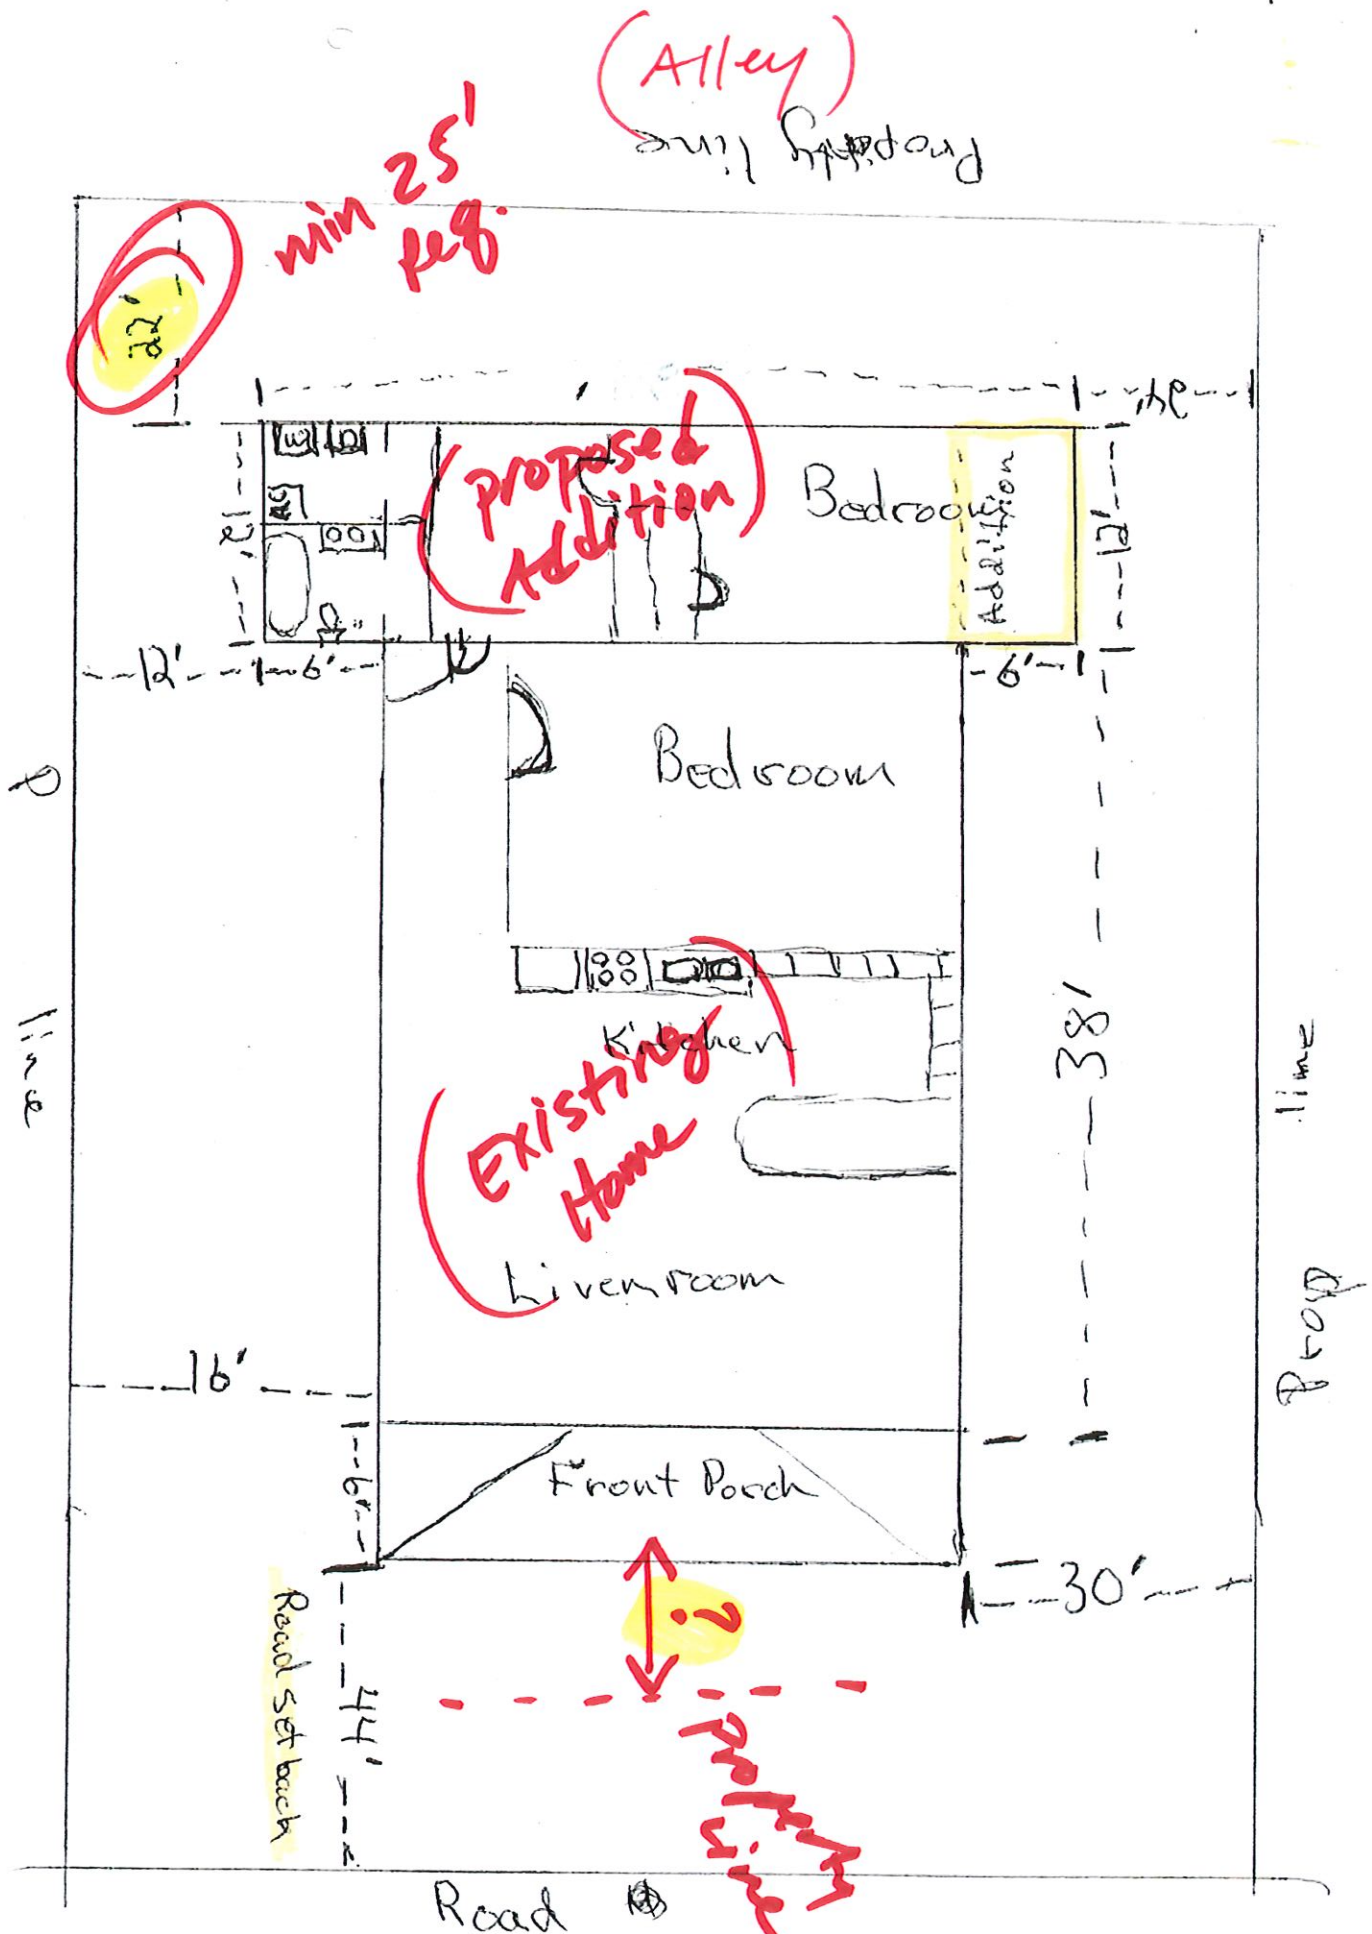 (Alley)
Property line
min 25'
Req.
22'
24'
W D
12'
(proposed
Addition)
Bedroom
Addition
12'
12'
6'
6'
P
line
Bedroom
Kitchen
38'
(Existing
Home)
Livenroom
line
Prop
16'
6'
Front Porch
?
30'
Road set back
44'
Property
Line
Road